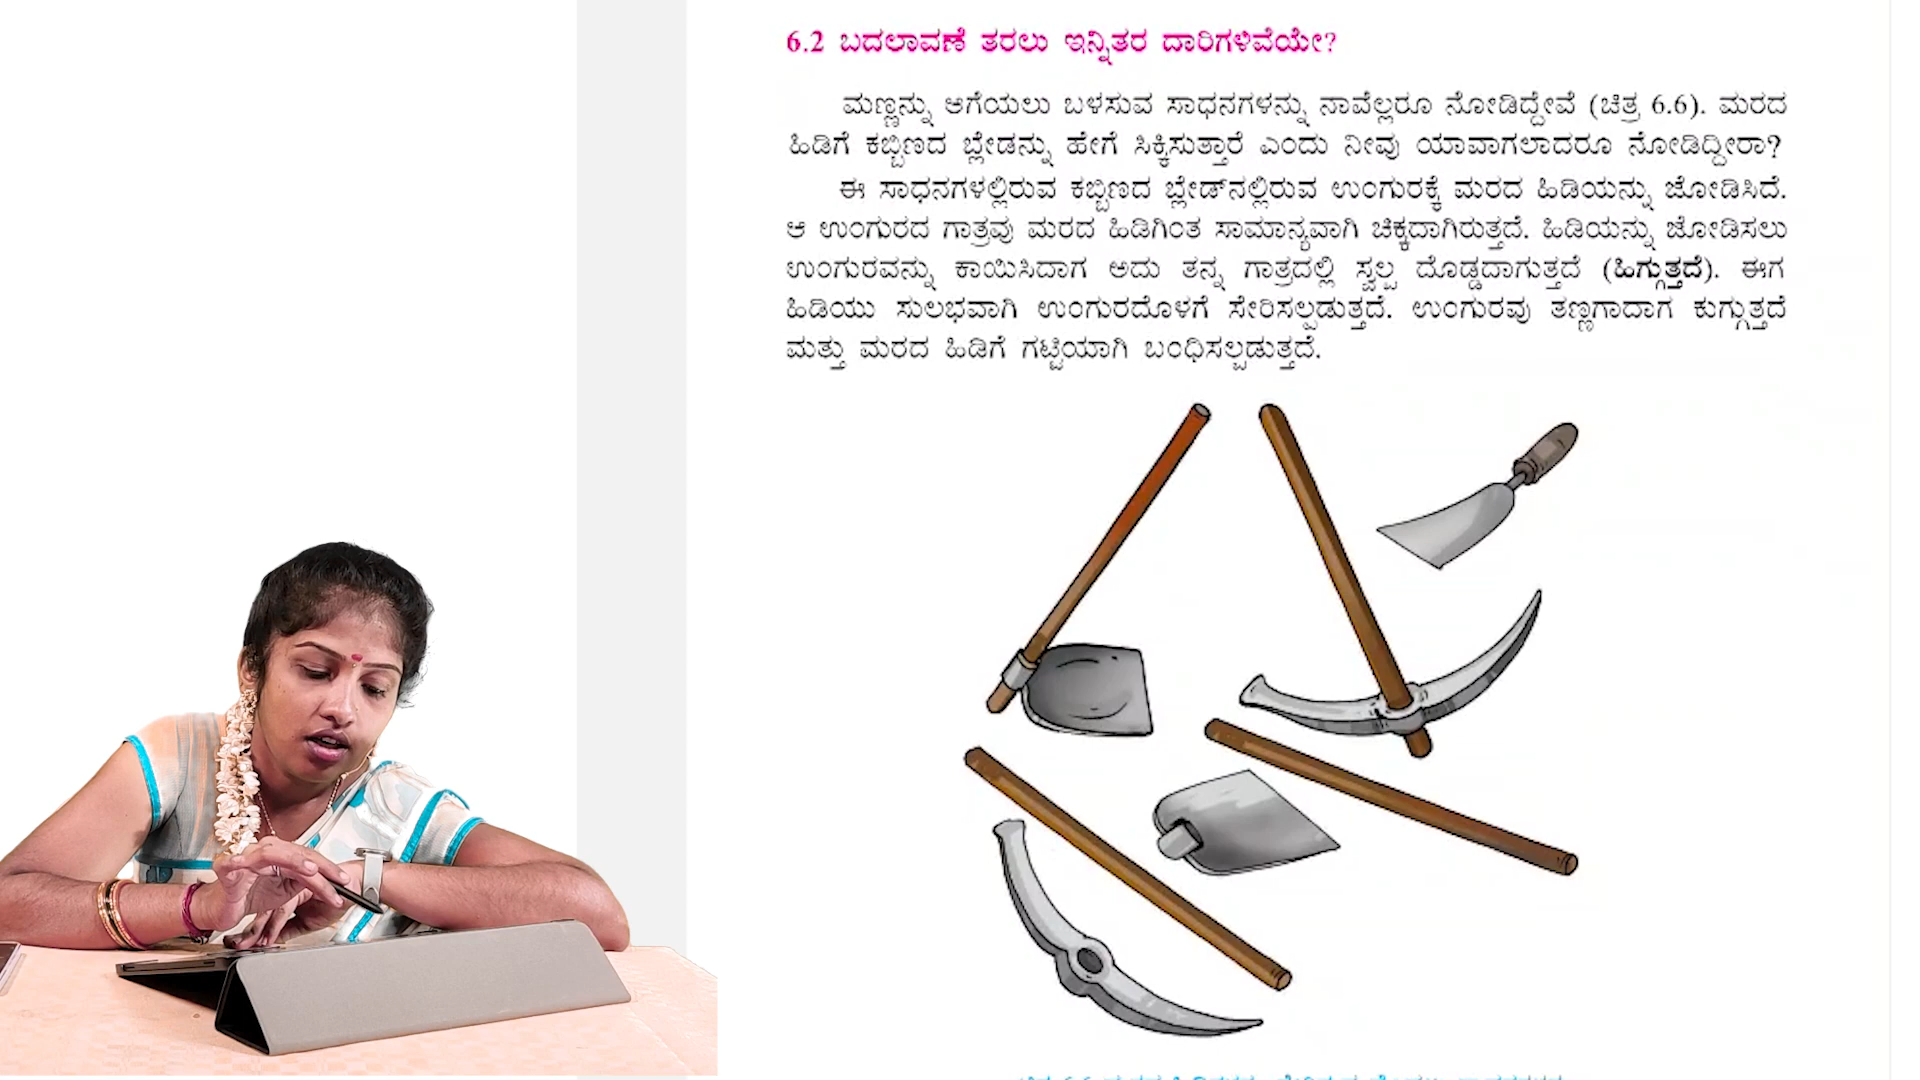 6.2 ಬದಲಾವಣೆ ತರಲು ಇನ್ನಿತರ ದಾರಿಗಳಿವೆಯೇ?
ಮಣ್ಣನ್ನು ಅಗೆಯಲು ಬಳಸುವ ಸಾಧನಗಳನ್ನು ನಾವೆಲ್ಲರೂ ನೋಡಿದ್ದೇವೆ (ಚಿತ್ರ 6.6). ಮರದ
ಹಿಡಿಗೆ ಕಬ್ಬಿಣದ ಬ್ಲೇಡನ್ನು ಹೇಗೆ ಸಿಕ್ಕಿಸುತ್ತಾರೆ ಎಂದು ನೀವು ಯಾವಾಗಲಾದರೂ ನೋಡಿದ್ದೀರಾ?
ಈ ಸಾಧನಗಳಲ್ಲಿರುವ ಕಬ್ಬಿಣದ ಬ್ಲೇಡ್‌ನಲ್ಲಿರುವ ಉಂಗುರಕ್ಕೆ ಮರದ ಹಿಡಿಯನ್ನು ಜೋಡಿಸಿದೆ.
ಆ ಉಂಗುರದ ಗಾತ್ರವು ಮರದ ಹಿಡಿಗಿಂತ ಸಾಮಾನ್ಯವಾಗಿ ಚಿಕ್ಕದಾಗಿರುತ್ತದೆ. ಹಿಡಿಯನ್ನು ಜೋಡಿಸಲು
ಉಂಗುರವನ್ನು ಕಾಯಿಸಿದಾಗ ಅದು ತನ್ನ ಗಾತ್ರದಲ್ಲಿ ಸ್ವಲ್ಪ ದೊಡ್ಡದಾಗುತ್ತದೆ (ಹಿಗ್ಗುತ್ತದೆ). ಈಗ
ಹಿಡಿಯು ಸುಲಭವಾಗಿ ಉಂಗುರದೊಳಗೆ ಸೇರಿಸಲ್ಪಡುತ್ತದೆ. ಉಂಗುರವು ತಣ್ಣಗಾದಾಗ ಕುಗ್ಗುತ್ತದೆ
ಮತ್ತು ಮರದ ಹಿಡಿಗೆ ಗಟ್ಟಿಯಾಗಿ ಬಂಧಿಸಲ್ಪಡುತ್ತದೆ.